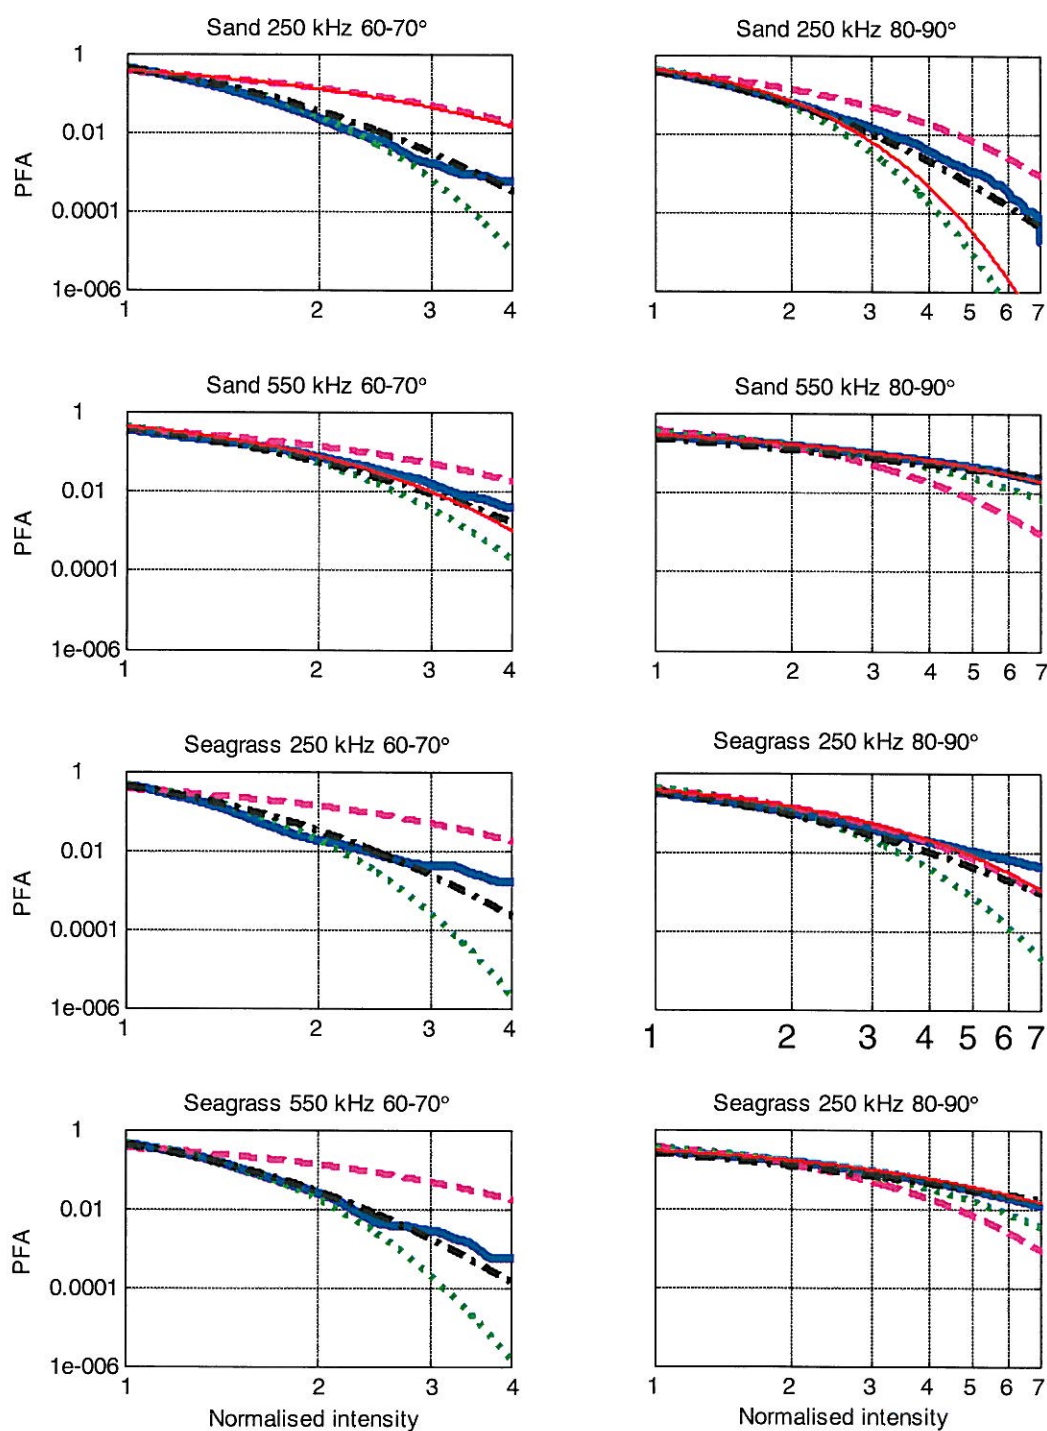 Sand 250 kHz 60-70°
Sand 250 kHz 80-90°
PFA
1
0.01
0.0001
1e-006
1 2 3 4
1 2 3 4 5 6 7
Sand 550 kHz 60-70°
Sand 550 kHz 80-90°
PFA
1
0.01
0.0001
1e-006
1 2 3 4
1 2 3 4 5 6 7
Seagrass 250 kHz 60-70°
Seagrass 250 kHz 80-90°
PFA
1
0.01
0.0001
1e-006
1 2 3 4
1 2 3 4 5 6 7
Seagrass 550 kHz 60-70°
Seagrass 250 kHz 80-90°
PFA
1
0.01
0.0001
1e-006
1 2 3 4
1 2 3 4 5 6 7
Normalised intensity
Normalised intensity